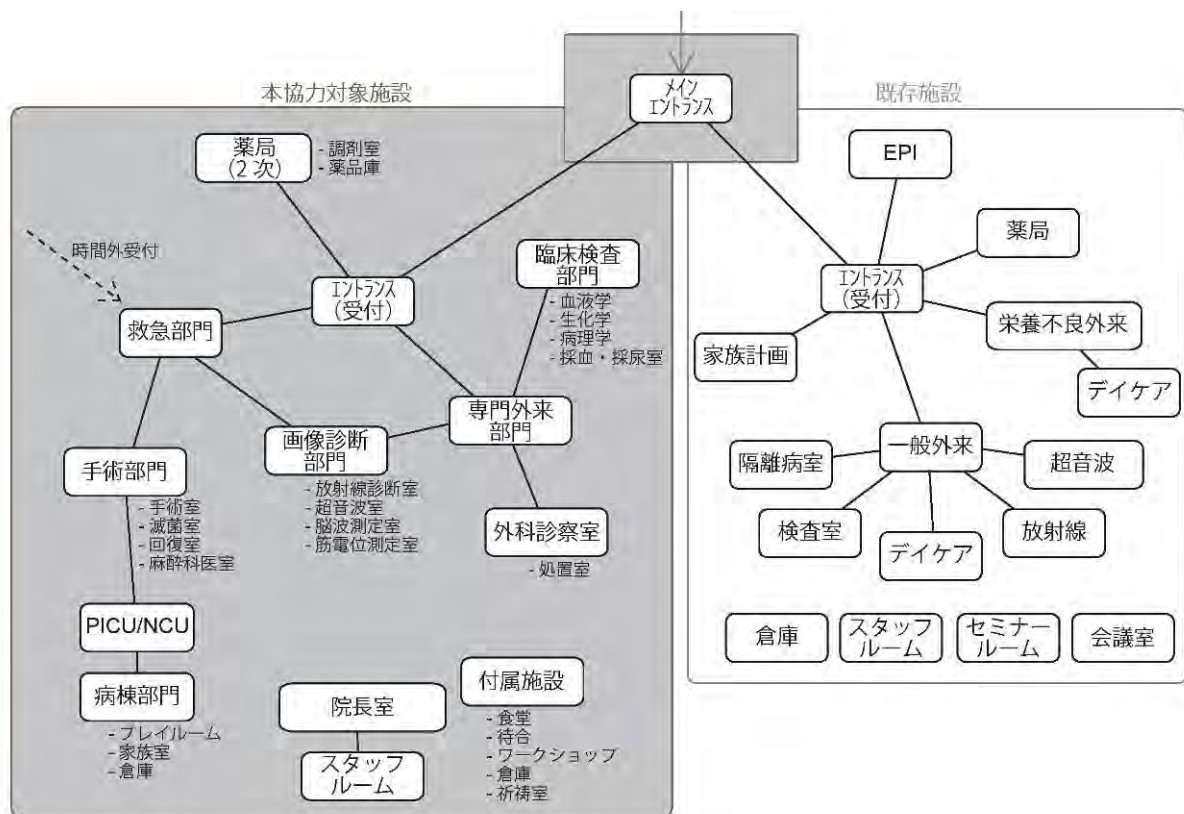 本協力対象施設
メイン
エントランス
既存施設
薬局
(2 次)
- 調剤室
- 薬品庫
時間外受付
救急部門
エントランス
(受付)
臨床検査
部門
- 血液学
- 生化学
- 病理学
- 採血・採尿室
専門外来
部門
画像診断
部門
- 放射線診断室
- 超音波室
- 脳波測定室
- 筋電位測定室
手術部門
- 手術室
- 滅菌室
- 回復室
- 麻酔科医室
外科診察室
- 処置室
PICU/NCU
病棟部門
- プレイルーム
- 家族室
- 倉庫
院長室
スタッフ
ルーム
付属施設
- 食堂
- 待合
- ワークショップ
- 倉庫
- 祈祷室
EPI
薬局
エントランス
(受付)
栄養不良外来
家族計画
デイケア
一般外来
隔離病室
超音波
検査室
デイケア
放射線
倉庫
スタッフ
ルーム
セミナー
ルーム
会議室